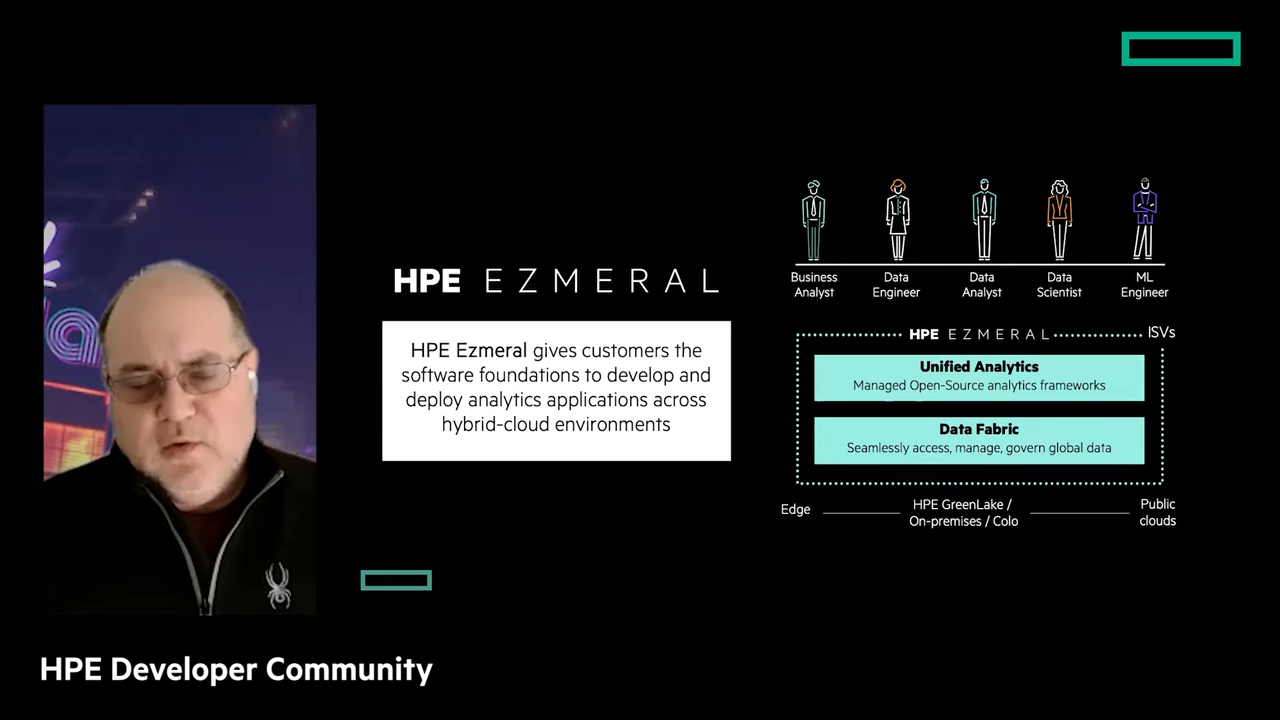 HPE EZMERAL
HPE Ezmeral gives customers the
software foundations to develop and
deploy analytics applications across
hybrid-cloud environments
Business
Analyst
Data
Engineer
Data
Analyst
Data
Scientist
ML
Engineer
HPE EZMERAL
ISVs
Unified Analytics
Managed Open-Source analytics frameworks
Data Fabric
Seamlessly access, manage, govern global data
Edge
HPE GreenLake /
On-premises / Colo
Public
clouds
HPE Developer Community